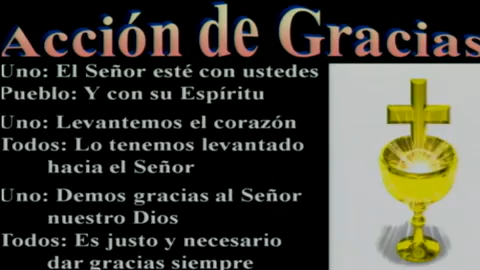 Acción de Gracias
Uno: El Señor esté con ustedes
Pueblo: Y con su Espíritu
Uno: Levantemos el corazón
Todos: Lo tenemos levantado
hacia el Señor
Uno: Demos gracias al Señor
nuestro Dios
Todos: Es justo y necesario
dar gracias siempre